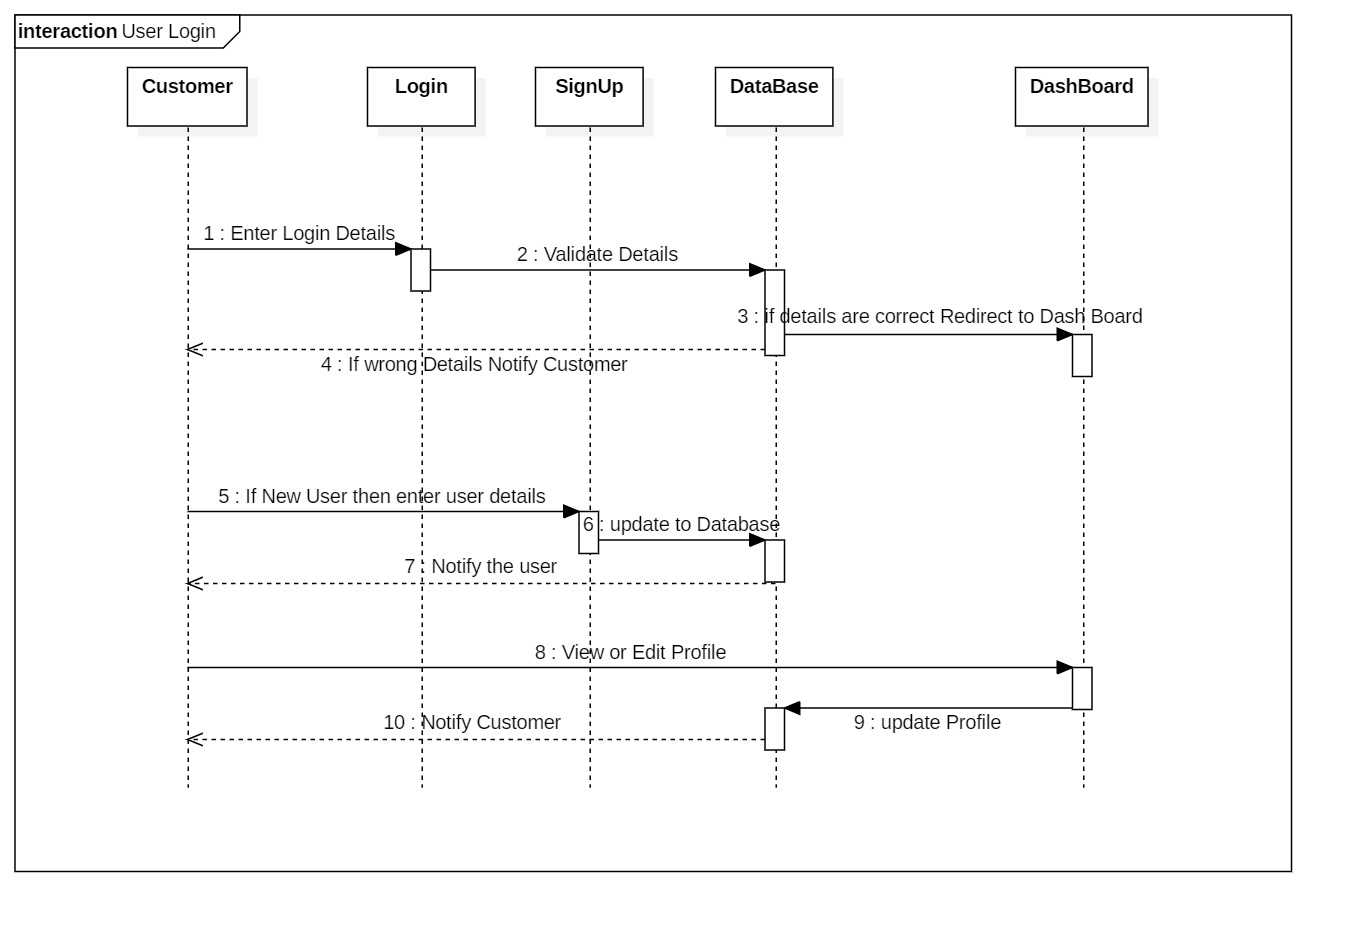 interaction User Login
Customer
Login
SignUp
DataBase
DashBoard
1 : Enter Login Details
2 : Validate Details
3 : if details are correct Redirect to Dash Board
4 : If wrong Details Notify Customer
5 : If New User then enter user details
6 : update to Database
7 : Notify the user
8 : View or Edit Profile
10 : Notify Customer
9 : update Profile